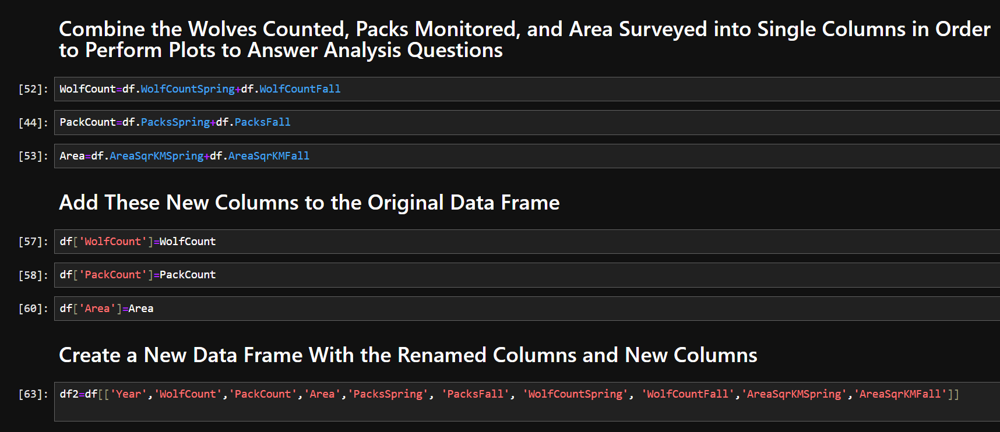 Combine the Wolves Counted, Packs Monitored, and Area Surveyed into Single Columns in Order
to Perform Plots to Answer Analysis Questions
[52]: WolfCount=df.WolfCountSpring+df.WolfCountFall
[44]: PackCount=df.PacksSpring+df.PacksFall
[53]: Area=df.AreaSqrKMSpring+df.AreaSqrKMFall
Add These New Columns to the Original Data Frame
[57]: df['WolfCount']=WolfCount
[58]: df['PackCount']=PackCount
[60]: df['Area']=Area
Create a New Data Frame With the Renamed Columns and New Columns
[63]: df2=df[['Year','WolfCount','PackCount','Area','PacksSpring', 'PacksFall', 'WolfCountSpring', 'WolfCountFall','AreaSqrKMSpring','AreaSqrKMFall']]